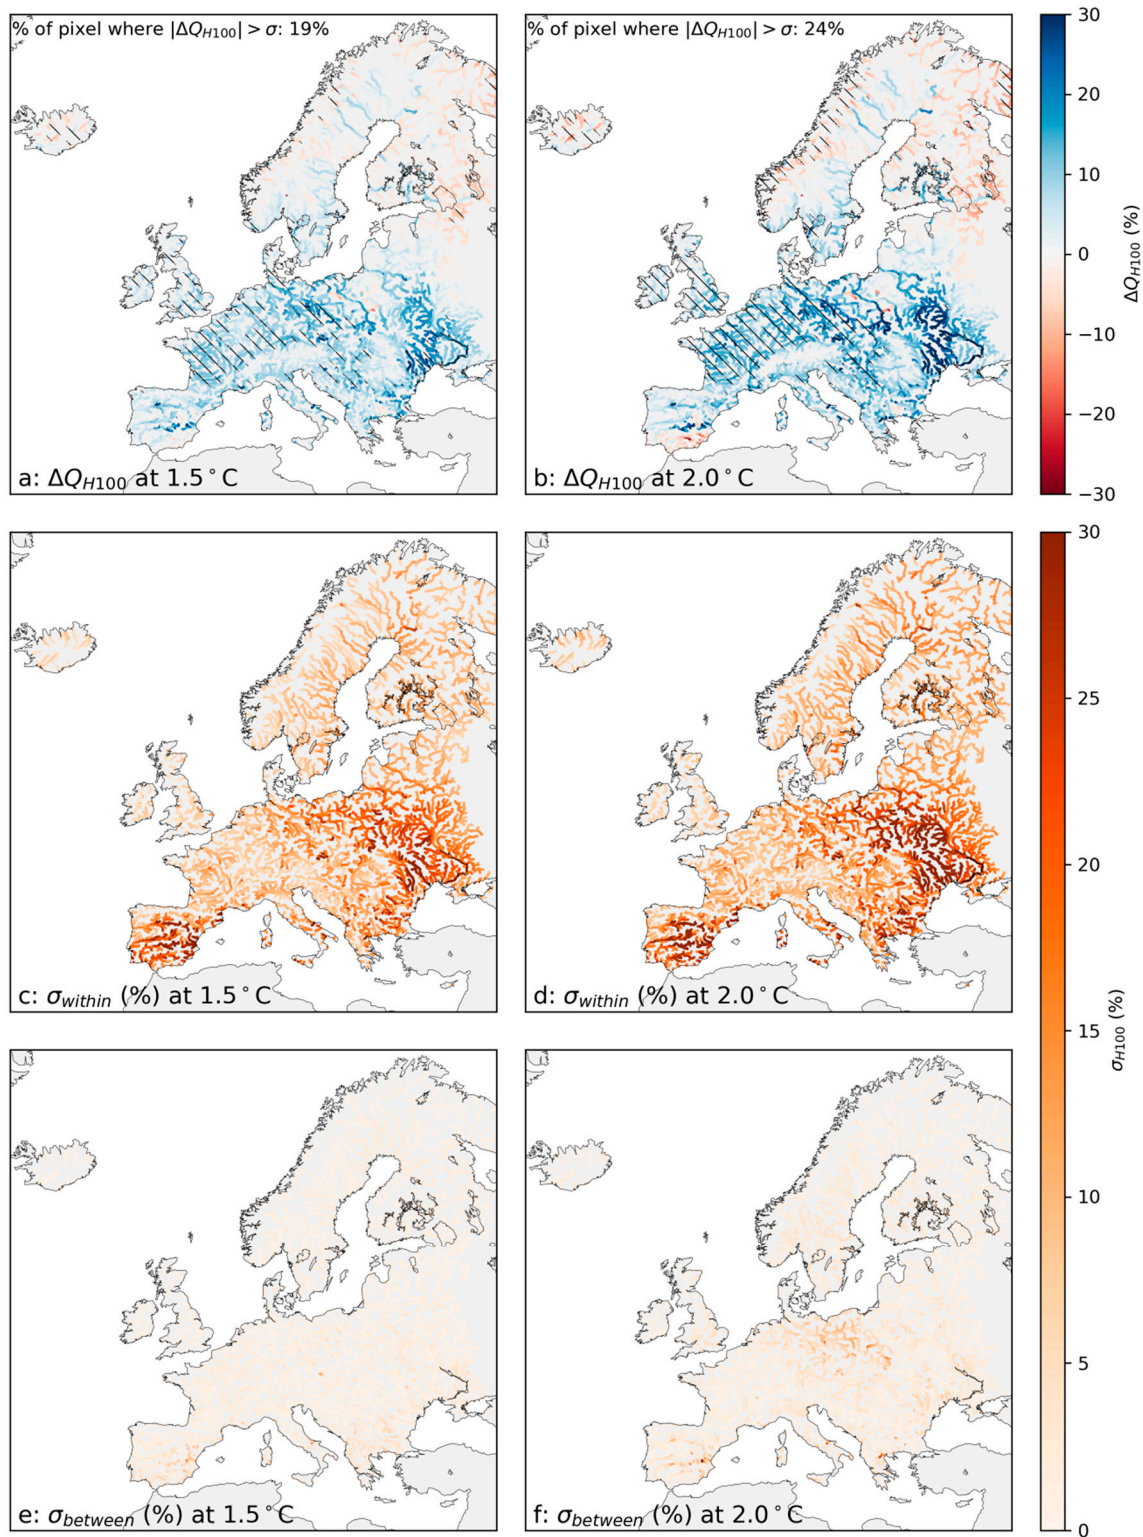 % of pixel where |ΔQ_H100| > σ: 19%
% of pixel where |ΔQ_H100| > σ: 24%
30
20
10
0
−10
−20
−30
ΔQ_H100 (%)
a: ΔQ_H100 at 1.5°C
b: ΔQ_H100 at 2.0°C
30
25
20
15
10
5
0
σ_H100 (%)
c: σ_within (%) at 1.5°C
d: σ_within (%) at 2.0°C
e: σ_between (%) at 1.5°C
f: σ_between (%) at 2.0°C